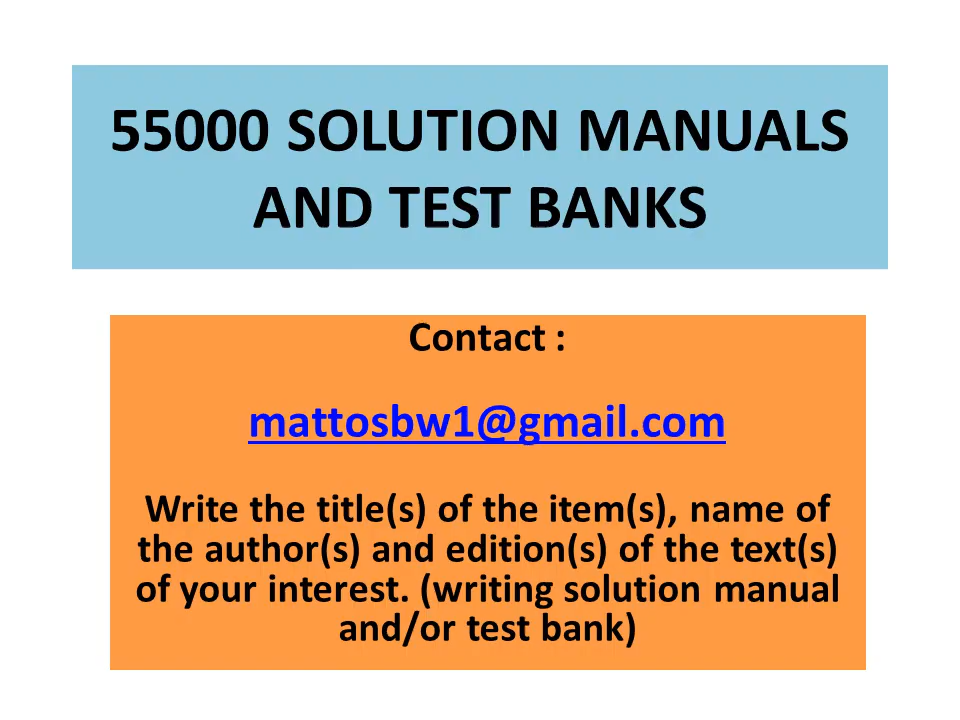 55000 SOLUTION MANUALS
AND TEST BANKS
Contact :
mattosbw1@gmail.com
Write the title(s) of the item(s), name of
the author(s) and edition(s) of the text(s)
of your interest. (writing solution manual
and/or test bank)